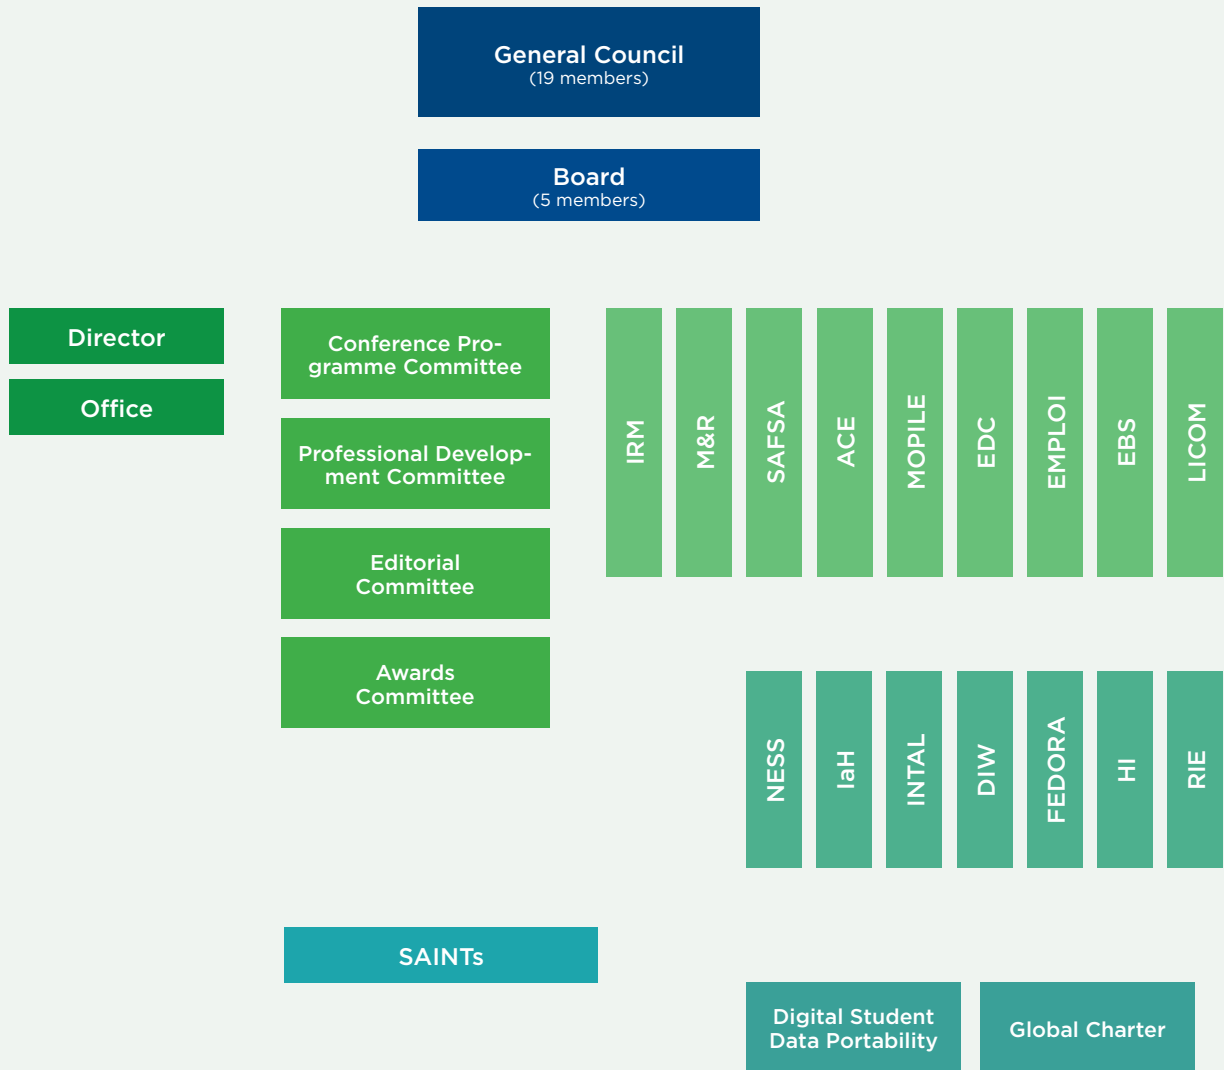 General Council
(19 members)
Board
(5 members)
Director
Office
Conference Pro-
gramme Committee
Professional Develop-
ment Committee
Editorial
Committee
Awards
Committee
IRM
M&R
SAFSA
ACE
MOPILE
EDC
EMPLOI
EBS
LICOM
NESS
IaH
INTAL
DIW
FEDORA
HI
RIE
SAINTs
Digital Student
Data Portability
Global Charter